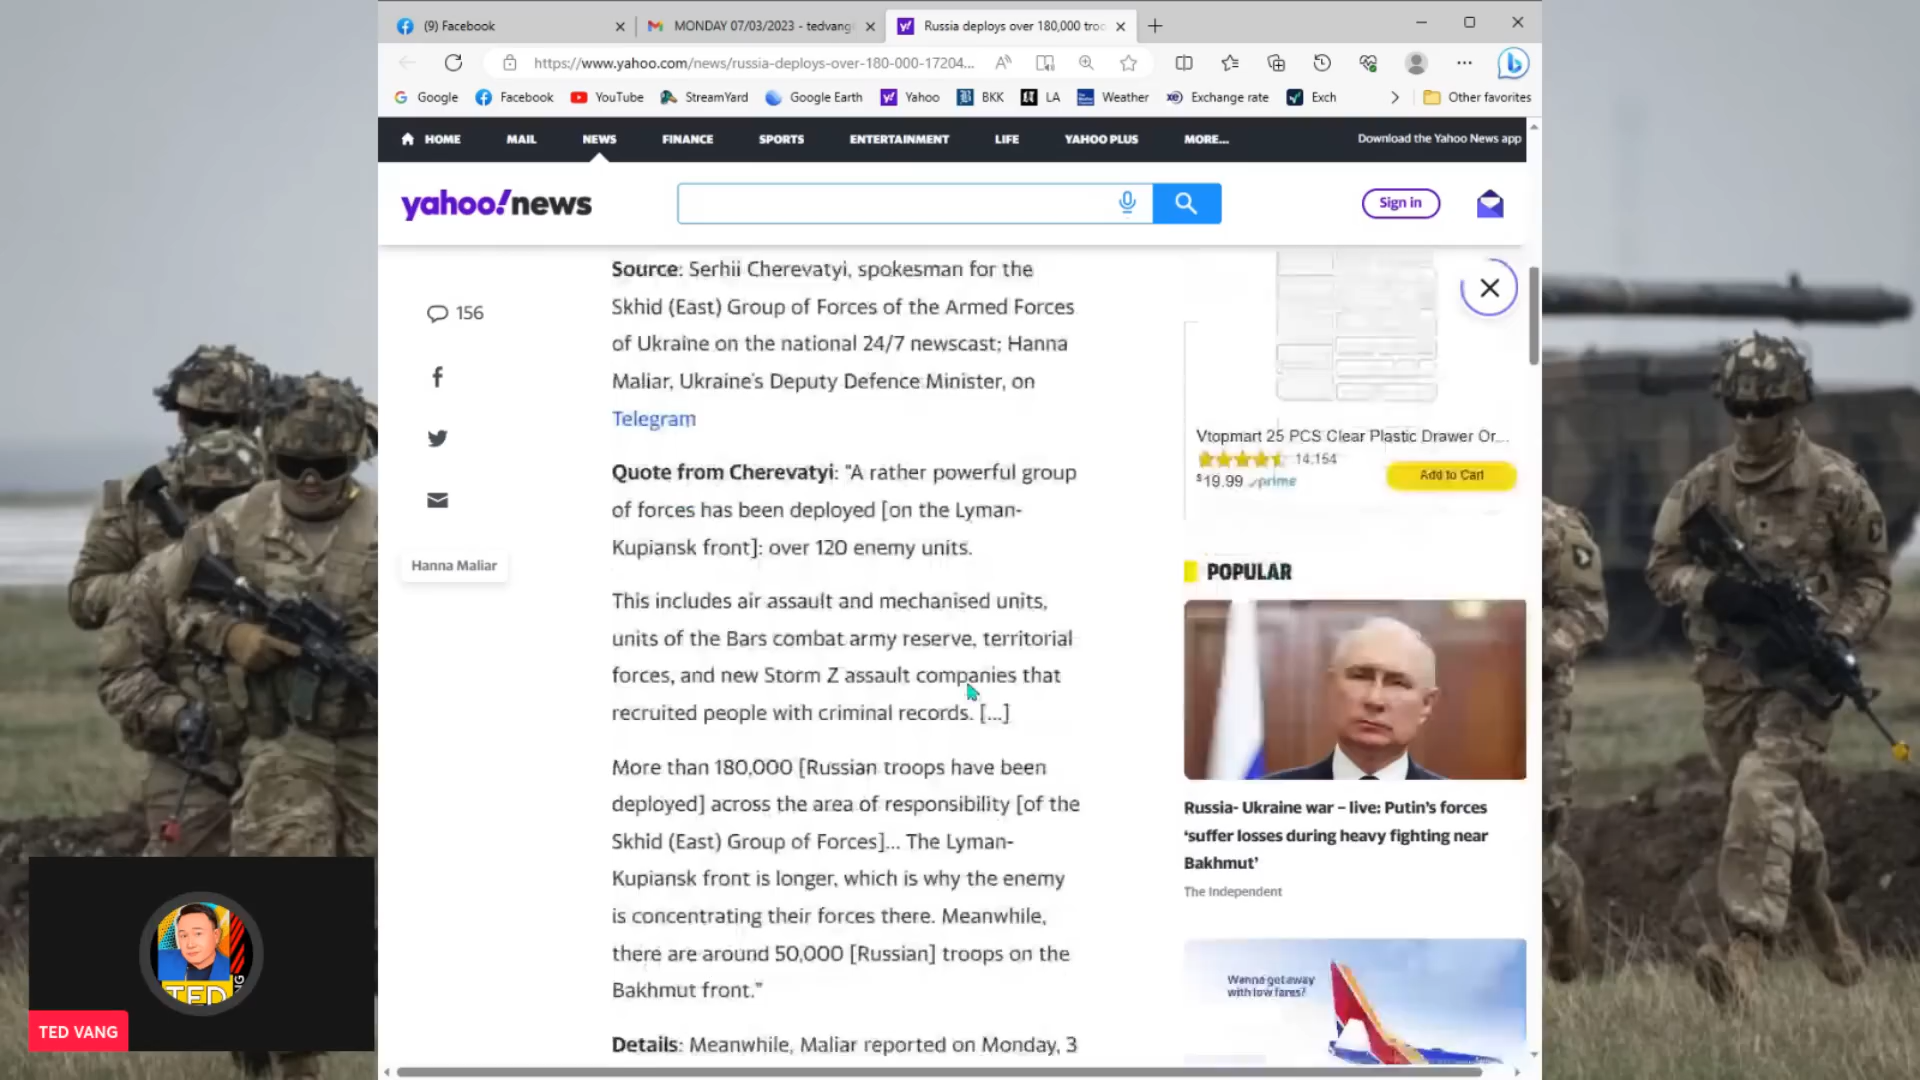 (9) Facebook
MONDAY 07/03/2023 - tedvang
Russia deploys over 180,000 troo
https://www.yahoo.com/news/russia-deploys-over-180-000-17204...
Google
Facebook
YouTube
StreamYard
Google Earth
Yahoo
BKK
LA
Weather
Exchange rate
Exch
Other favorites
HOME
MAIL
NEWS
FINANCE
SPORTS
ENTERTAINMENT
LIFE
YAHOO PLUS
MORE...
Download the Yahoo News app
yahoo!news
Sign in
156
Hanna Maliar
Source: Serhii Cherevatyi, spokesman for the
Skhid (East) Group of Forces of the Armed Forces
of Ukraine on the national 24/7 newscast; Hanna
Maliar, Ukraine's Deputy Defence Minister, on
Telegram
Quote from Cherevatyi: "A rather powerful group
of forces has been deployed [on the Lyman-
Kupiansk front]: over 120 enemy units.
This includes air assault and mechanised units,
units of the Bars combat army reserve, territorial
forces, and new Storm Z assault companies that
recruited people with criminal records. [...]
More than 180,000 [Russian troops have been
deployed] across the area of responsibility [of the
Skhid (East) Group of Forces]... The Lyman-
Kupiansk front is longer, which is why the enemy
is concentrating their forces there. Meanwhile,
there are around 50,000 [Russian] troops on the
Bakhmut front."
Details: Meanwhile, Maliar reported on Monday, 3
Vtopmart 25 PCS Clear Plastic Drawer Or...
14,154
$19.99 prime
Add to Cart
POPULAR
Russia- Ukraine war – live: Putin's forces
'suffer losses during heavy fighting near
Bakhmut'
The Independent
Wanna get away
with low fares?
TED
TED VANG